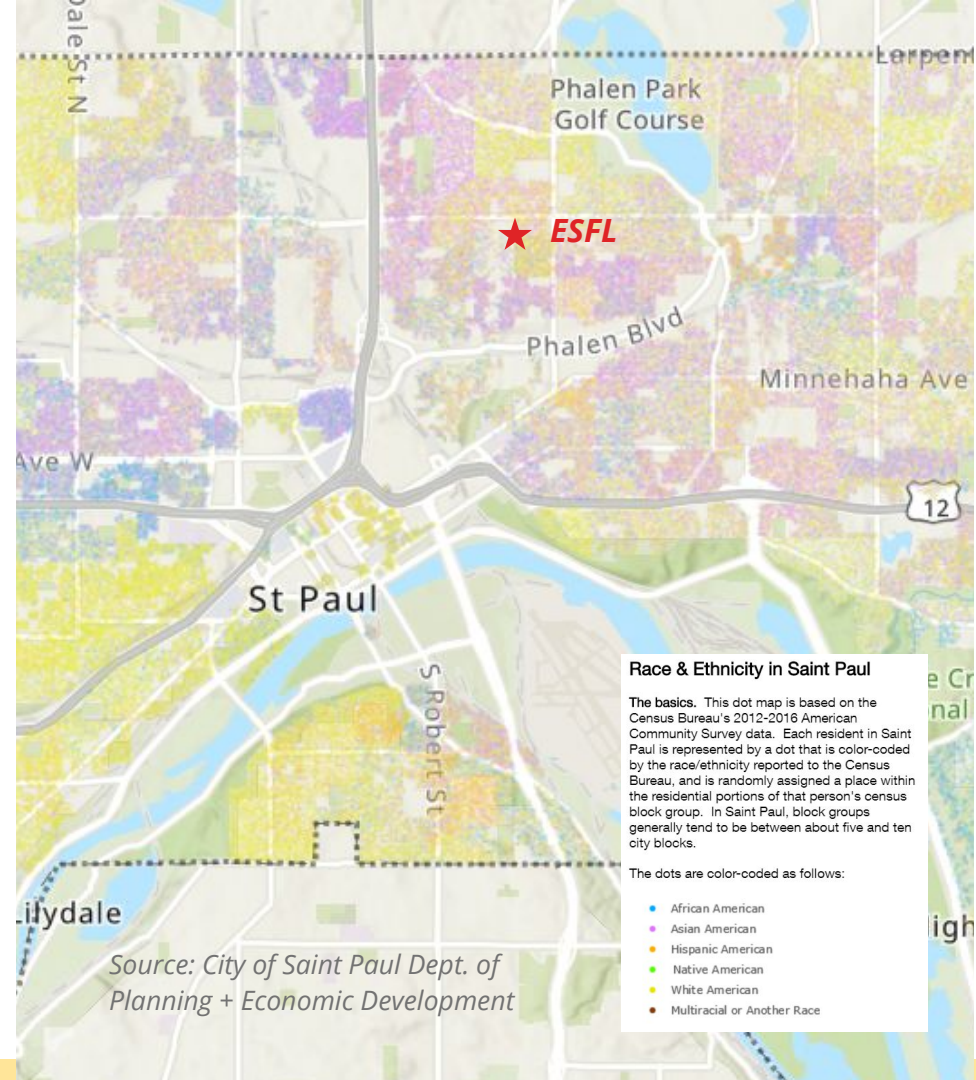 Dale St N
Larpent
Phalen Park
Golf Course
ESFL
Phalen Blvd
Minnehaha Ave
Ave W
12
St Paul
S Robert St
Race & Ethnicity in Saint Paul
The basics. This dot map is based on the
Census Bureau's 2012-2016 American
Community Survey data. Each resident in Saint
Paul is represented by a dot that is color-coded
by the race/ethnicity reported to the Census
Bureau, and is randomly assigned a place within
the residential portions of that person's census
block group. In Saint Paul, block groups
generally tend to be between about five and ten
city blocks.
The dots are color-coded as follows:
African American
Asian American
Hispanic American
Native American
White American
Multiracial or Another Race
e Cr
nal
Lilydale
igh
Source: City of Saint Paul Dept. of
Planning + Economic Development